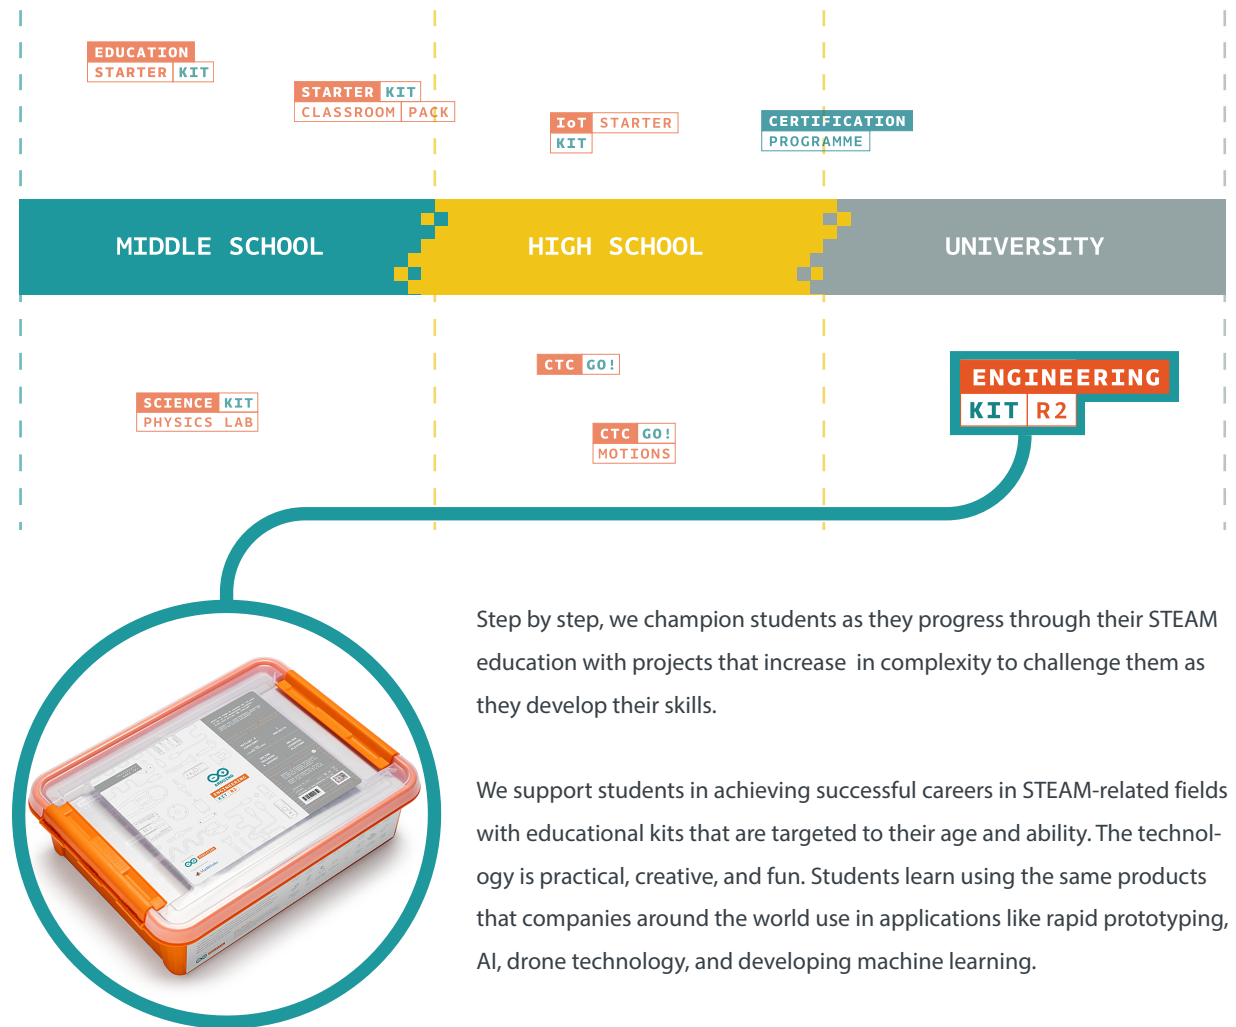 EDUCATION
STARTER KIT
STARTER KIT
CLASSROOM PACK
IoT STARTER
KIT
CERTIFICATION
PROGRAMME
MIDDLE SCHOOL
HIGH SCHOOL
UNIVERSITY
SCIENCE KIT
PHYSICS LAB
CTC GO!
CTC GO!
MOTIONS
ENGINEERING
KIT R2
Step by step, we champion students as they progress through their STEAM
education with projects that increase in complexity to challenge them as
they develop their skills.
We support students in achieving successful careers in STEAM-related fields
with educational kits that are targeted to their age and ability. The technol-
ogy is practical, creative, and fun. Students learn using the same products
that companies around the world use in applications like rapid prototyping,
AI, drone technology, and developing machine learning.
ARDUINO
ENGINEERING
KIT R2